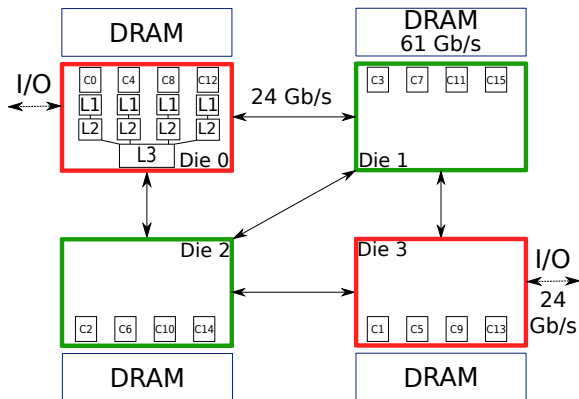 DRAM
DRAM
61 Gb/s
I/O
C0 C4 C8 C12
L1 L1 L1 L1
L2 L2 L2 L2
L3
Die 0
24 Gb/s
C3 C7 C11 C15
Die 1
Die 2
C2 C6 C10 C14
Die 3
C1 C5 C9 C13
I/O
24
Gb/s
DRAM
DRAM